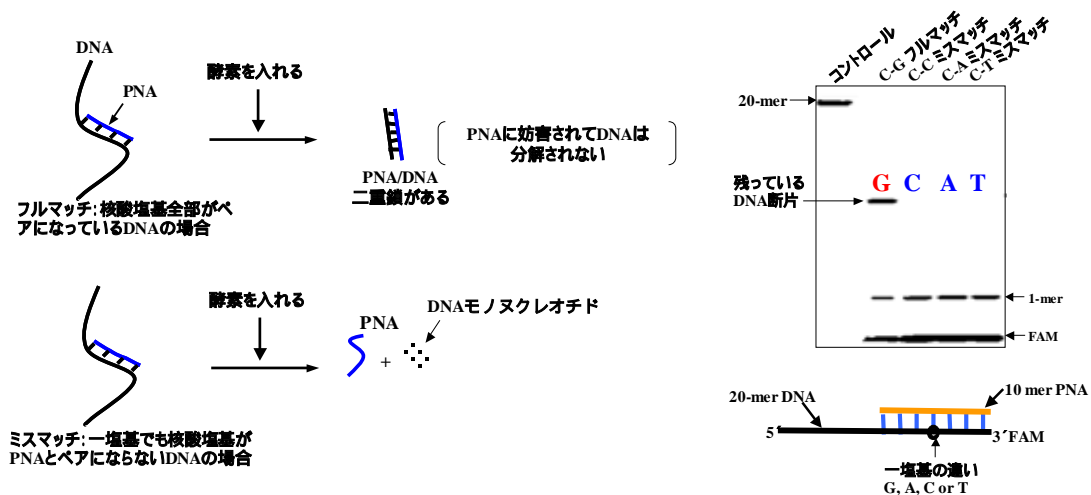 DNA
PNA
酵素を入れる
PNA/DNA
二重鎖がある
PNAに妨害されてDNAは
分解されない
フルマッチ：核酸塩基全部がペ
アになっているDNAの場合
酵素を入れる
PNA
+
DNAモノヌクレオチド
ミスマッチ：一塩基でも核酸塩基が
PNAとペアにならないDNAの場合
コントロール
C-G フルマッチ
C-C ミスマッチ
C-A ミスマッチ
C-T ミスマッチ
20-mer
G C A T
残っている
DNA断片
1-mer
FAM
20-mer DNA
10 mer PNA
5´
3´FAM
一塩基の違い
G, A, C or T